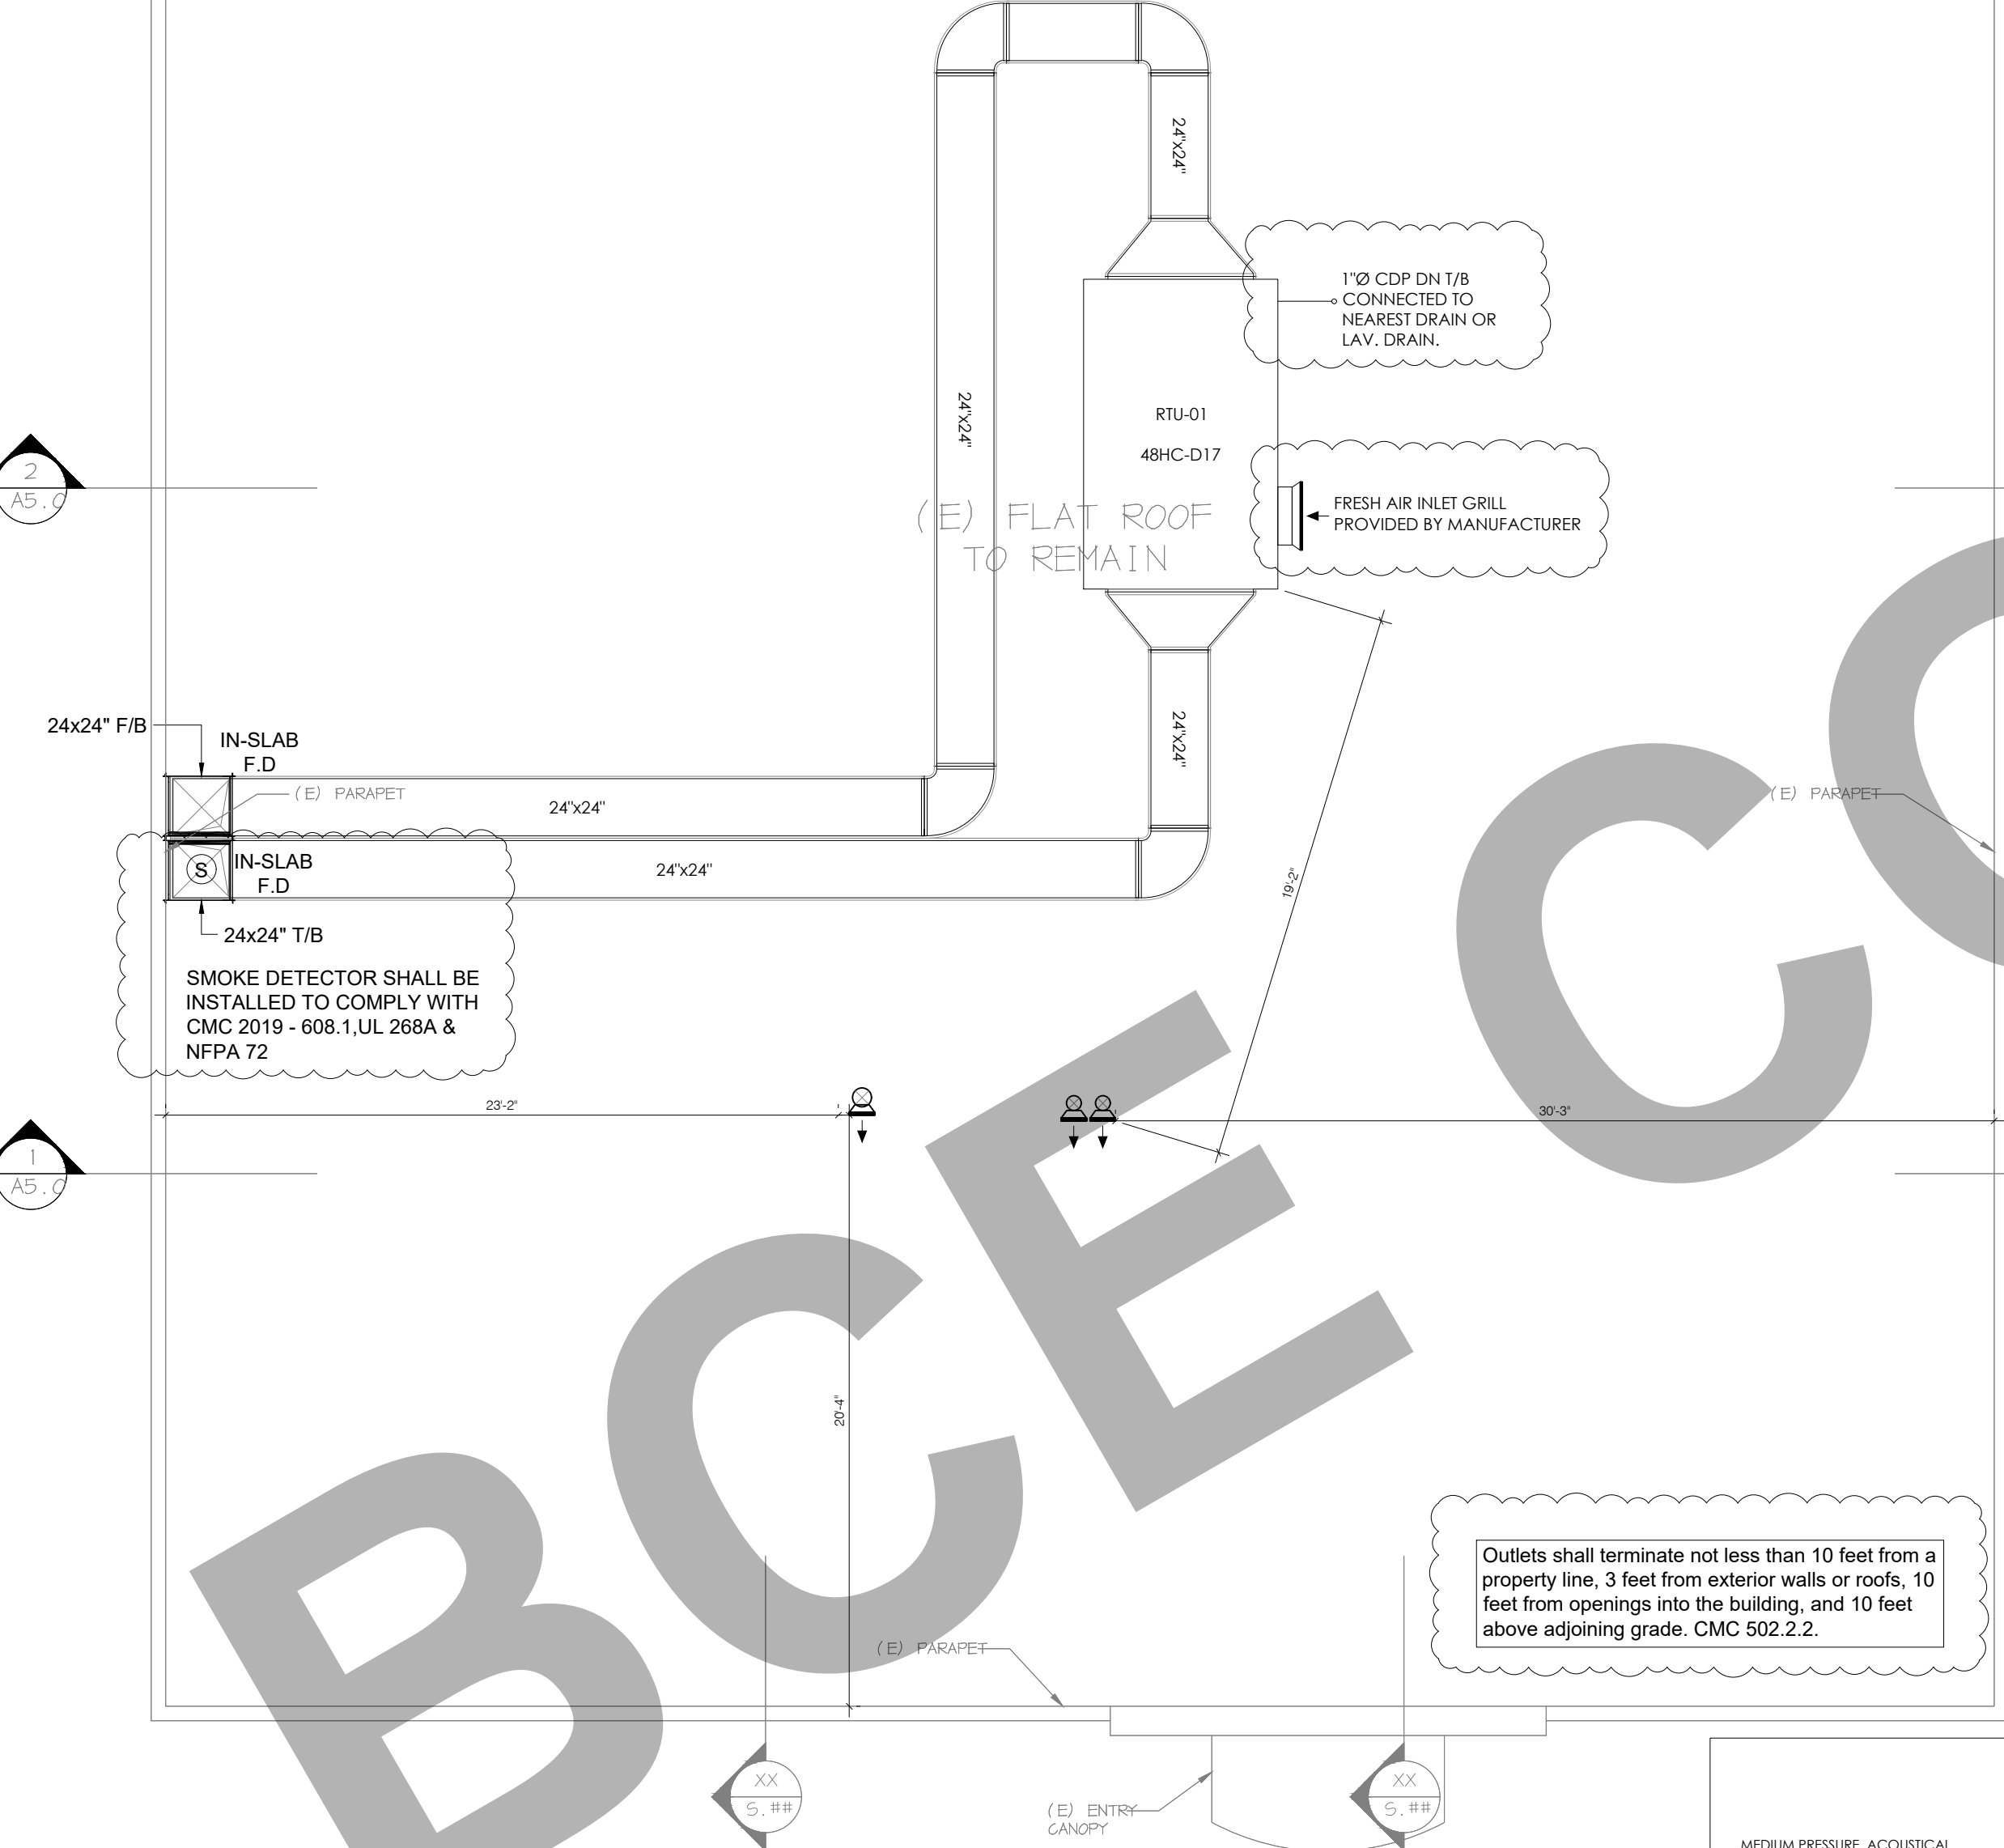 24"x24"
1"Ø CDP DN T/B
CONNECTED TO
NEAREST DRAIN OR
LAV. DRAIN.
24"x24"
RTU-01
48HC-D17
2
A5.0
(E) FLAT ROOF
TO REMAIN
FRESH AIR INLET GRILL
PROVIDED BY MANUFACTURER
24x24" F/B
IN-SLAB
F.D
24"x24"
(E) PARAPET
24"x24"
(E) PARAPET
S
IN-SLAB
F.D
24"x24"
19'-2"
24x24" T/B
SMOKE DETECTOR SHALL BE
INSTALLED TO COMPLY WITH
CMC 2019 - 608.1,UL 268A &
NFPA 72
23'-2"
30'-3"
1
A5.0
20'-4"
BCE CO
Outlets shall terminate not less than 10 feet from a
property line, 3 feet from exterior walls or roofs, 10
feet from openings into the building, and 10 feet
above adjoining grade. CMC 502.2.2.
(E) PARAPET
XX
S.##
(E) ENTRY
CANOPY
XX
S.##
MEDIUM PRESSURE, ACOUSTICAL